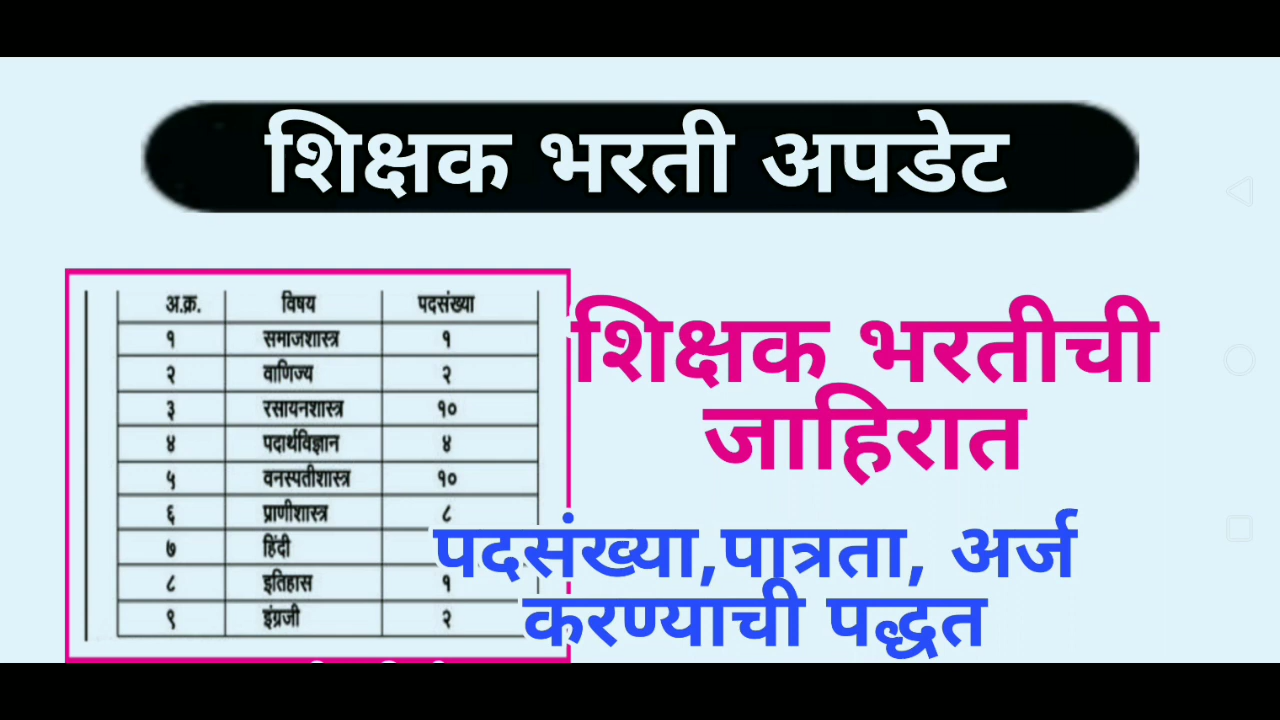 शिक्षक भरती अपडेट
अ.क्र. विषय पदसंख्या
१ समाजशास्त्र १
२ वाणिज्य २
३ रसायनशास्त्र १०
४ पदार्थविज्ञान ४
५ वनस्पतीशास्त्र १०
६ प्राणीशास्त्र ८
७ हिंदी
८ इतिहास १
९ इंग्रजी २
शिक्षक भरतीची
जाहिरात
पदसंख्या,पात्रता, अर्ज
करण्याची पद्धत